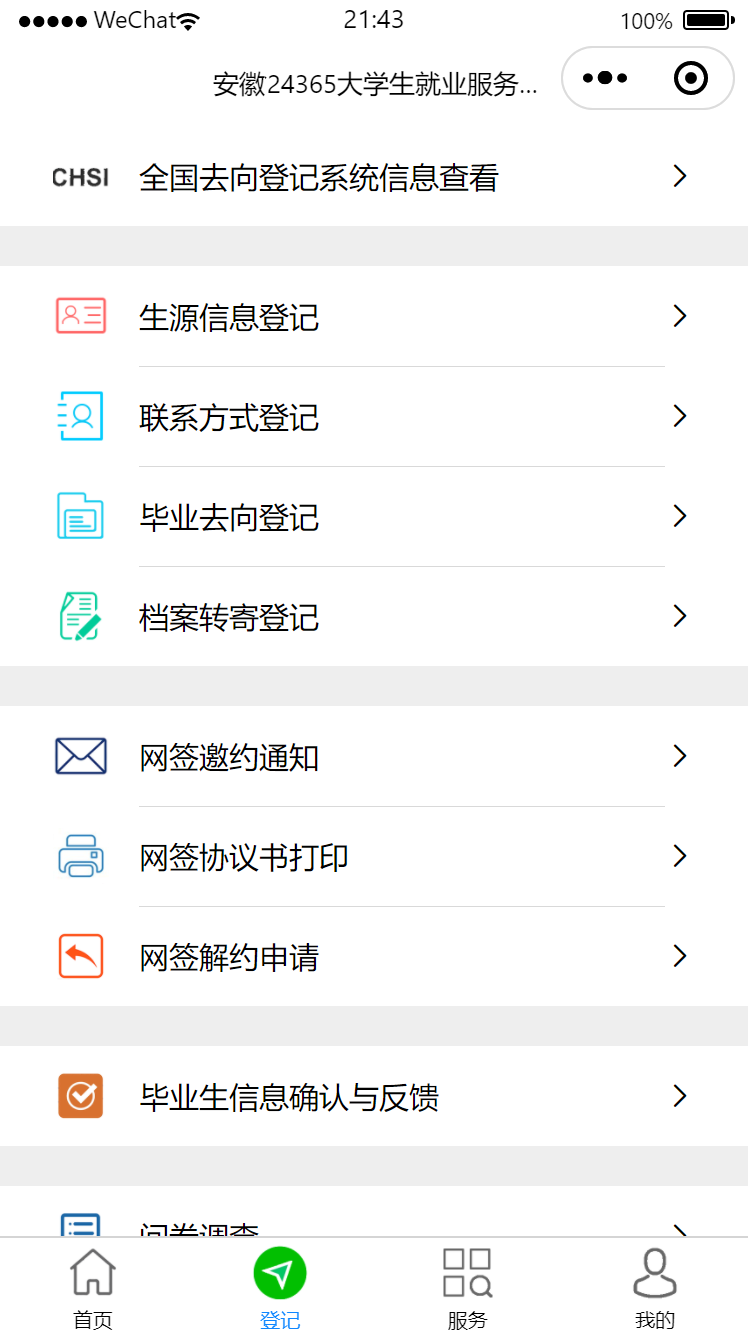 WeChat 21:43 100%
安徽24365大学生就业服务...
CHSI 全国去向登记系统信息查看
生源信息登记
联系方式登记
毕业去向登记
档案转寄登记
网签邀约通知
网签协议书打印
网签解约申请
毕业生信息确认与反馈
问卷调查
首页 登记 服务 我的